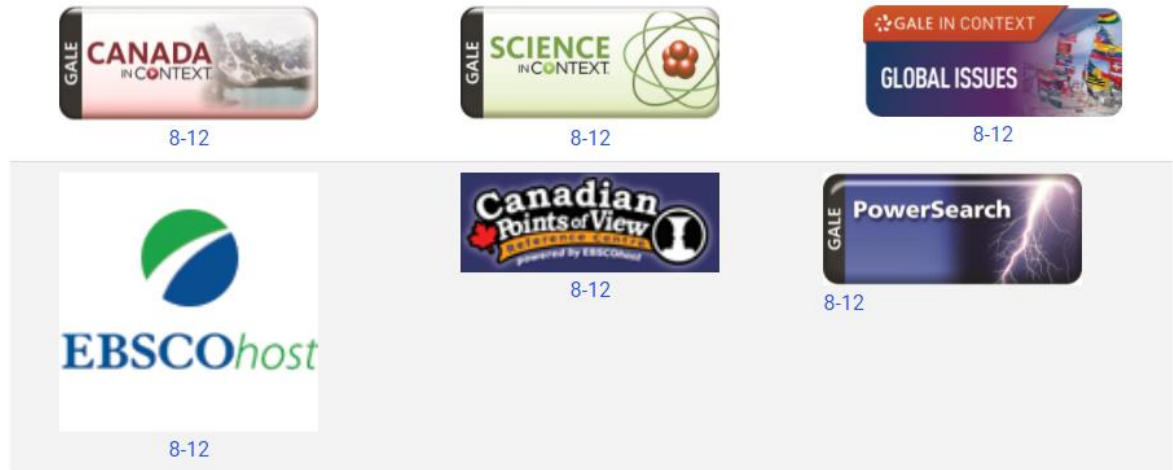 GALE
CANADA
IN CONTEXT
8-12
GALE
SCIENCE
IN CONTEXT
8-12
GALE IN CONTEXT
GLOBAL ISSUES
8-12
EBSCOhost
8-12
Canadian
Points of View
Reference Centre
powered by EBSCOhost
8-12
GALE
PowerSearch
8-12